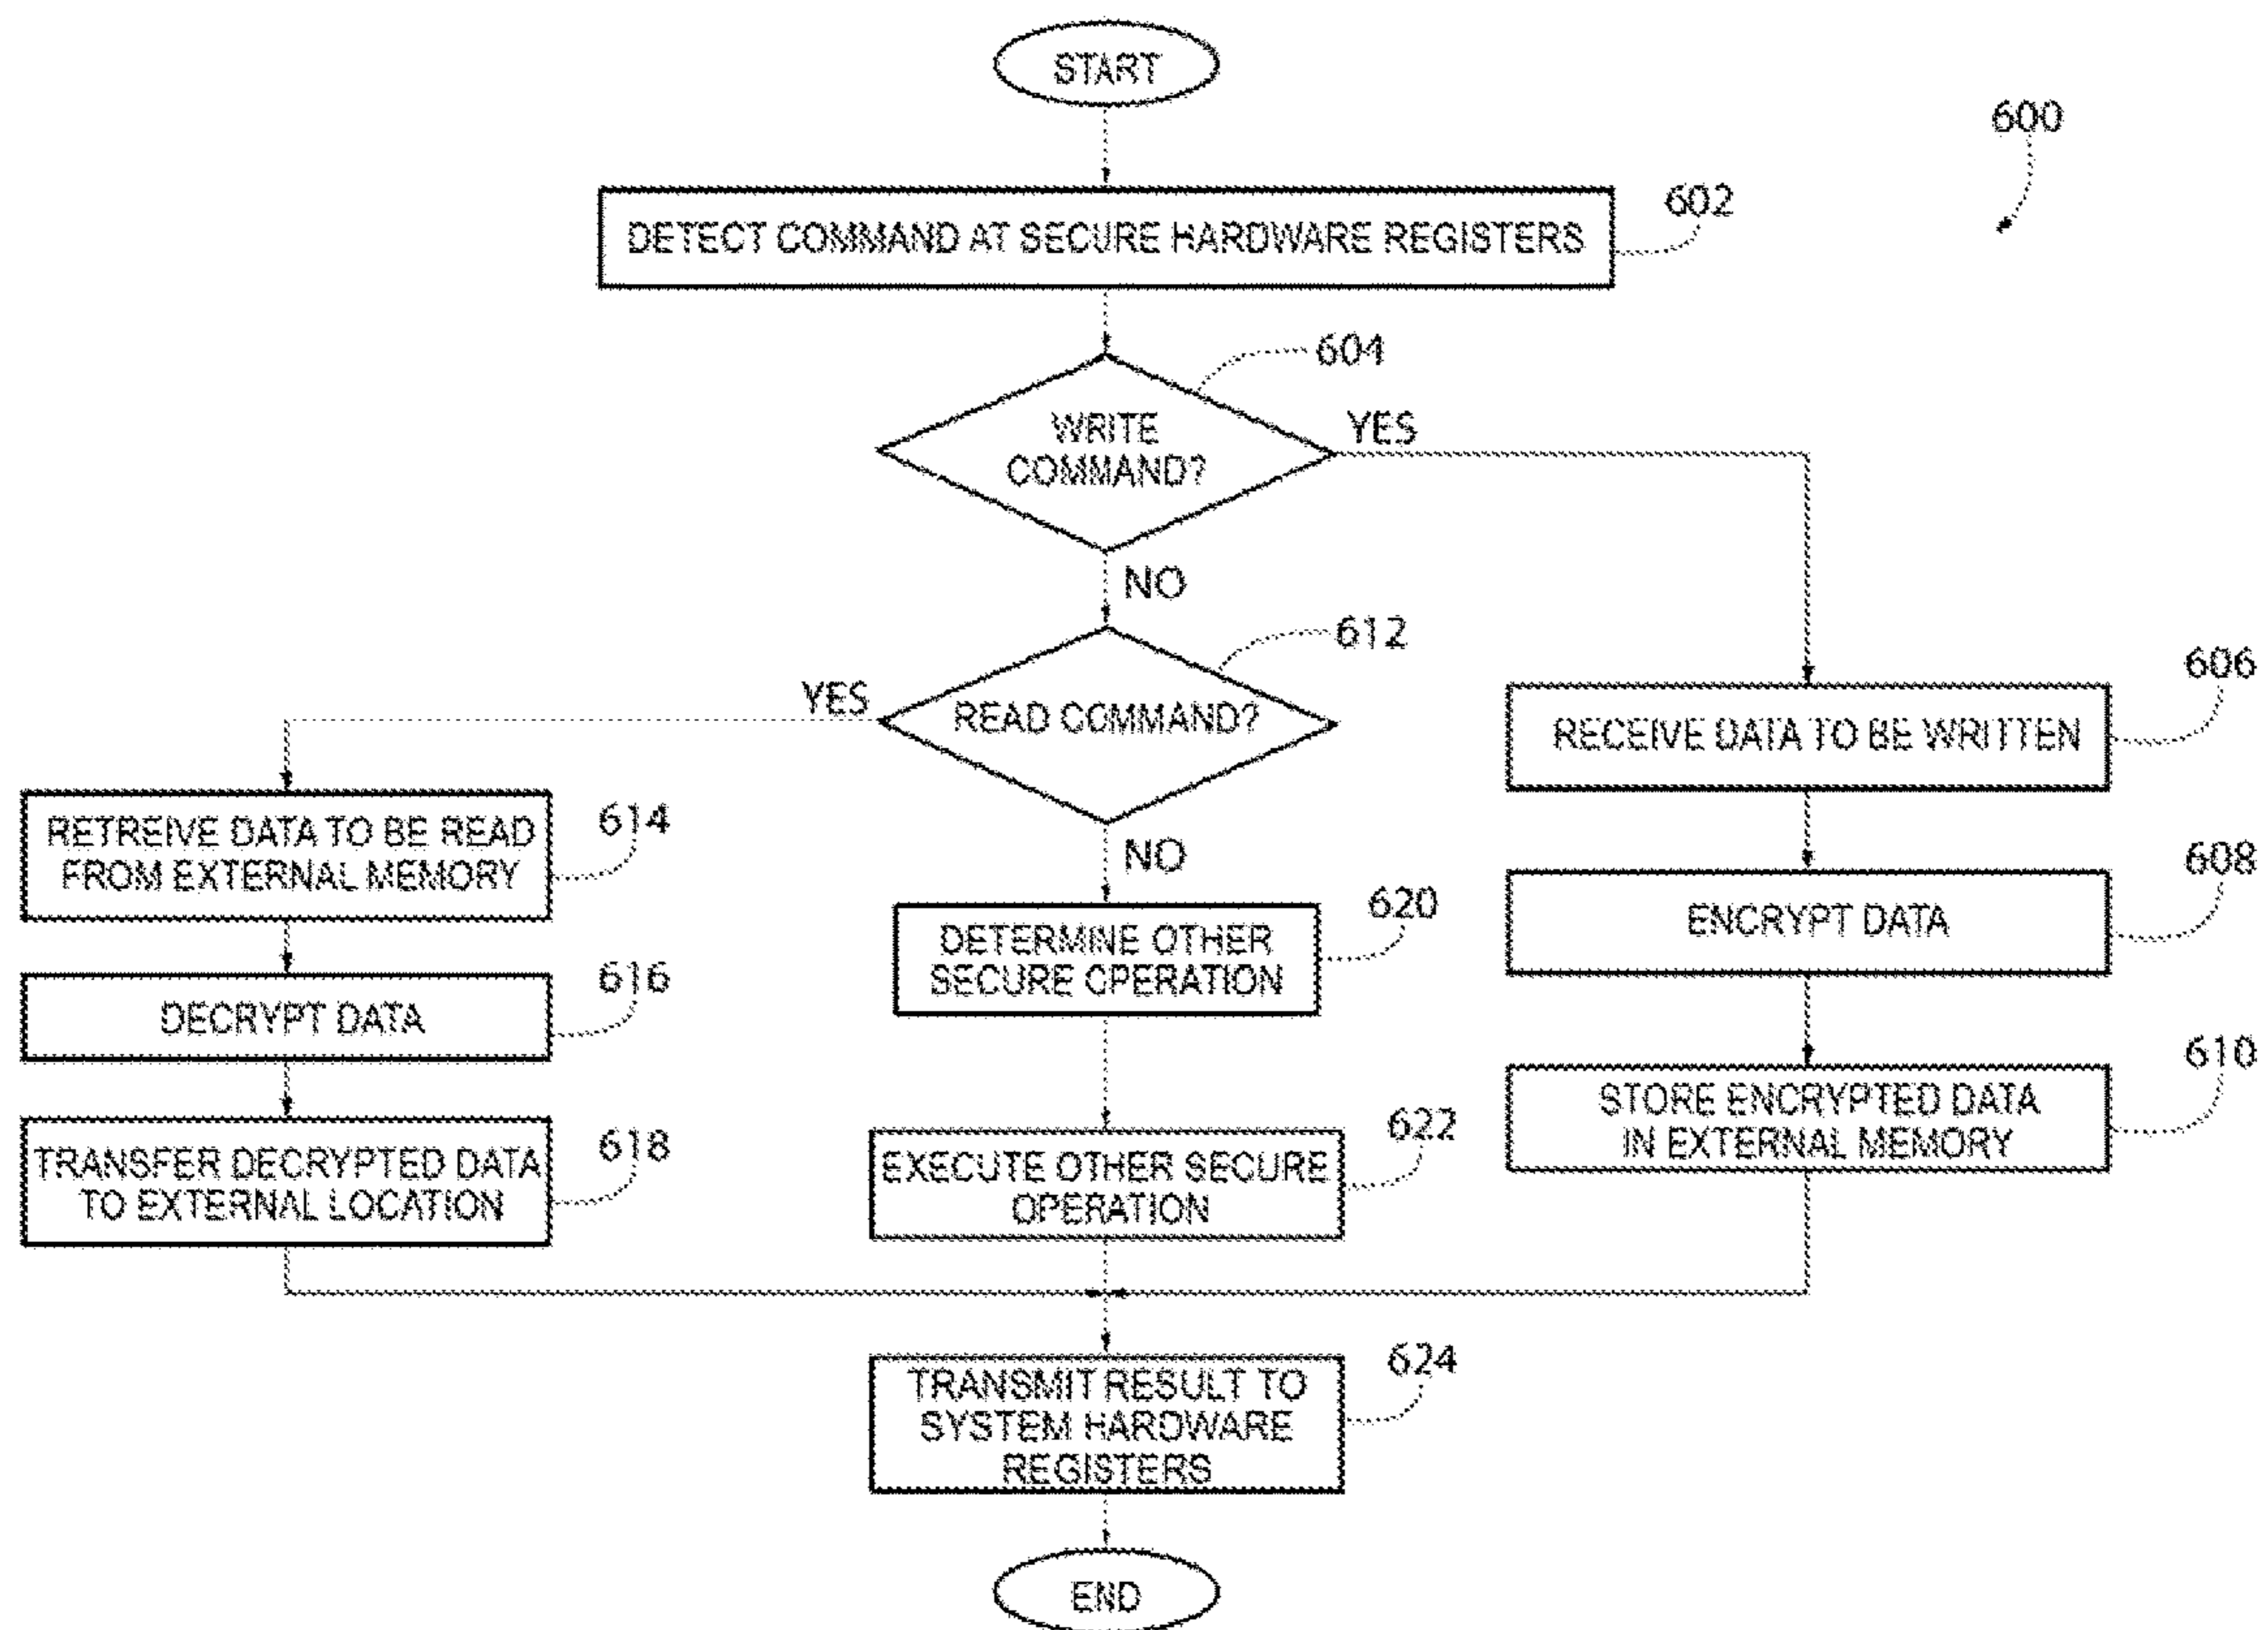 START
600
DETECT COMMAND AT SECURE HARDWARE REGISTERS
602
604
WRITE
COMMAND?
YES
NO
612
READ COMMAND?
YES
NO
606
RECEIVE DATA TO BE WRITTEN
608
ENCRYPT DATA
610
STORE ENCRYPTED DATA
IN EXTERNAL MEMORY
614
RETREIVE DATA TO BE READ
FROM EXTERNAL MEMORY
616
DECRYPT DATA
618
TRANSFER DECRYPTED DATA
TO EXTERNAL LOCATION
620
DETERMINE OTHER
SECURE OPERATION
622
EXECUTE OTHER SECURE
OPERATION
624
TRANSMIT RESULT TO
SYSTEM HARDWARE
REGISTERS
END